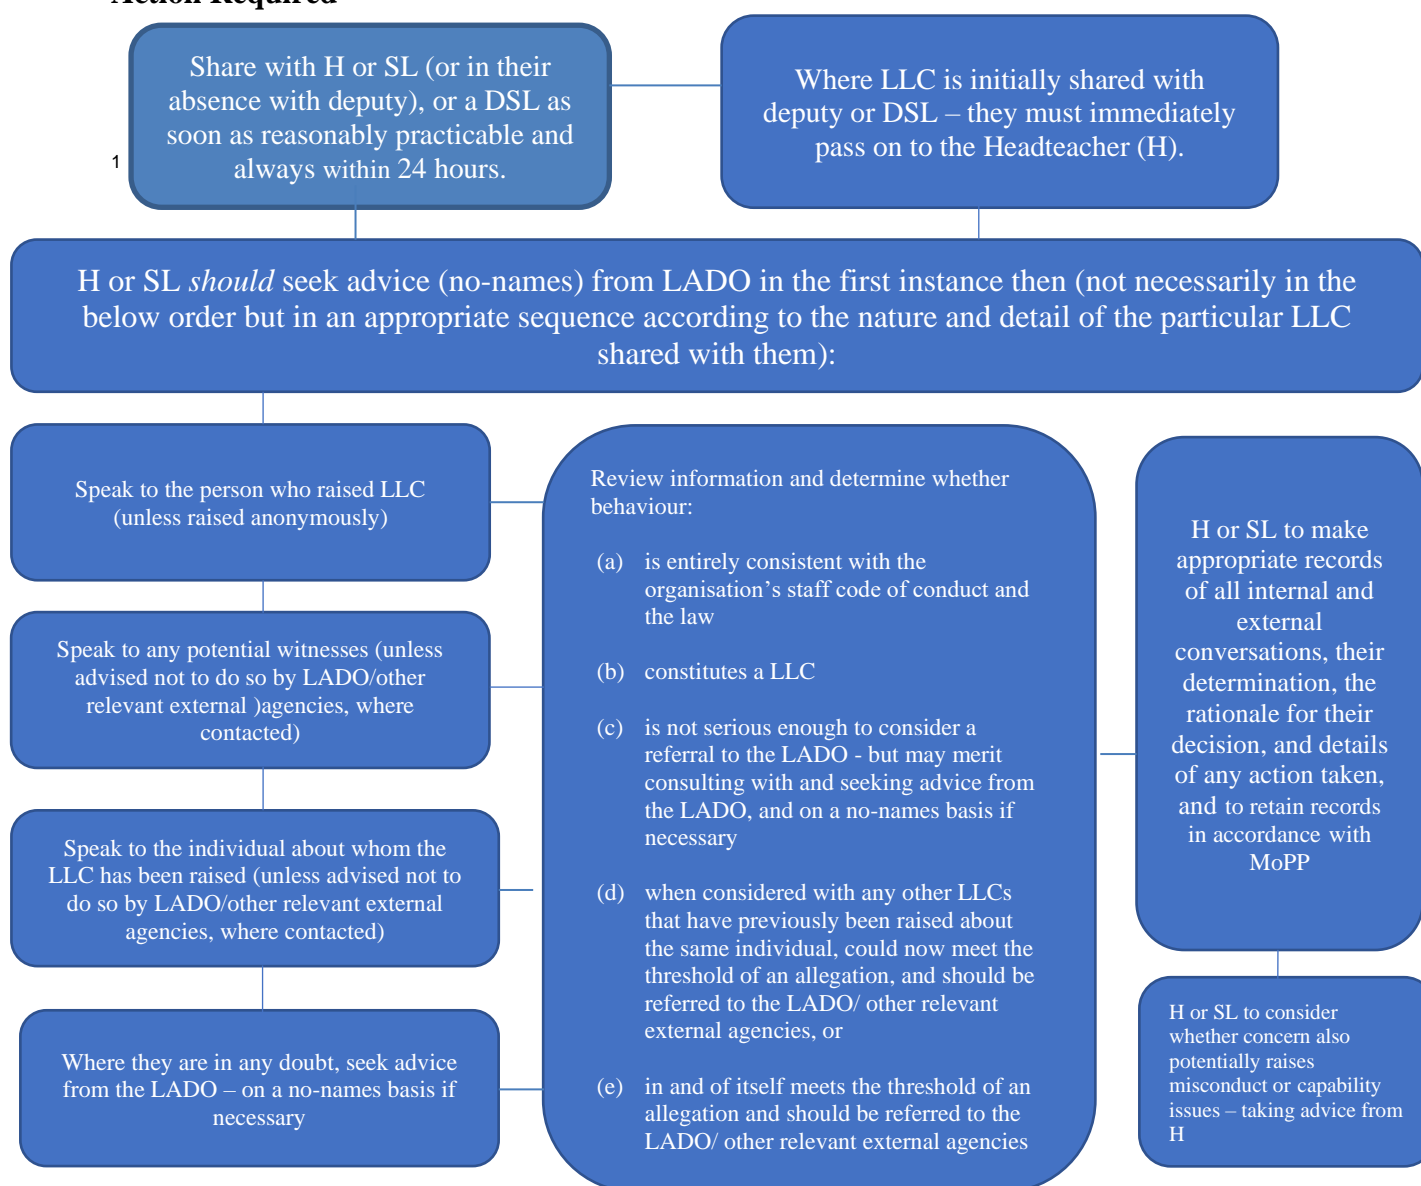 Action Required
Share with H or SL (or in their
absence with deputy), or a DSL as
soon as reasonably practicable and
always within 24 hours.
1
Where LLC is initially shared with
deputy or DSL – they must immediately
pass on to the Headteacher (H).
H or SL should seek advice (no-names) from LADO in the first instance then (not necessarily in the
below order but in an appropriate sequence according to the nature and detail of the particular LLC
shared with them):
Speak to the person who raised LLC
(unless raised anonymously)
Speak to any potential witnesses (unless
advised not to do so by LADO/other
relevant external )agencies, where
contacted)
Speak to the individual about whom the
LLC has been raised (unless advised not to
do so by LADO/other relevant external
agencies, where contacted)
Where they are in any doubt, seek advice
from the LADO – on a no-names basis if
necessary
Review information and determine whether
behaviour:
(a) is entirely consistent with the
organisation’s staff code of conduct and
the law
(b) constitutes a LLC
(c) is not serious enough to consider a
referral to the LADO - but may merit
consulting with and seeking advice from
the LADO, and on a no-names basis if
necessary
(d) when considered with any other LLCs
that have previously been raised about
the same individual, could now meet the
threshold of an allegation, and should be
referred to the LADO/ other relevant
external agencies, or
(e) in and of itself meets the threshold of an
allegation and should be referred to the
LADO/ other relevant external agencies
H or SL to make
appropriate records
of all internal and
external
conversations, their
determination, the
rationale for their
decision, and details
of any action taken,
and to retain records
in accordance with
MoPP
H or SL to consider
whether concern also
potentially raises
misconduct or capability
issues – taking advice from
H